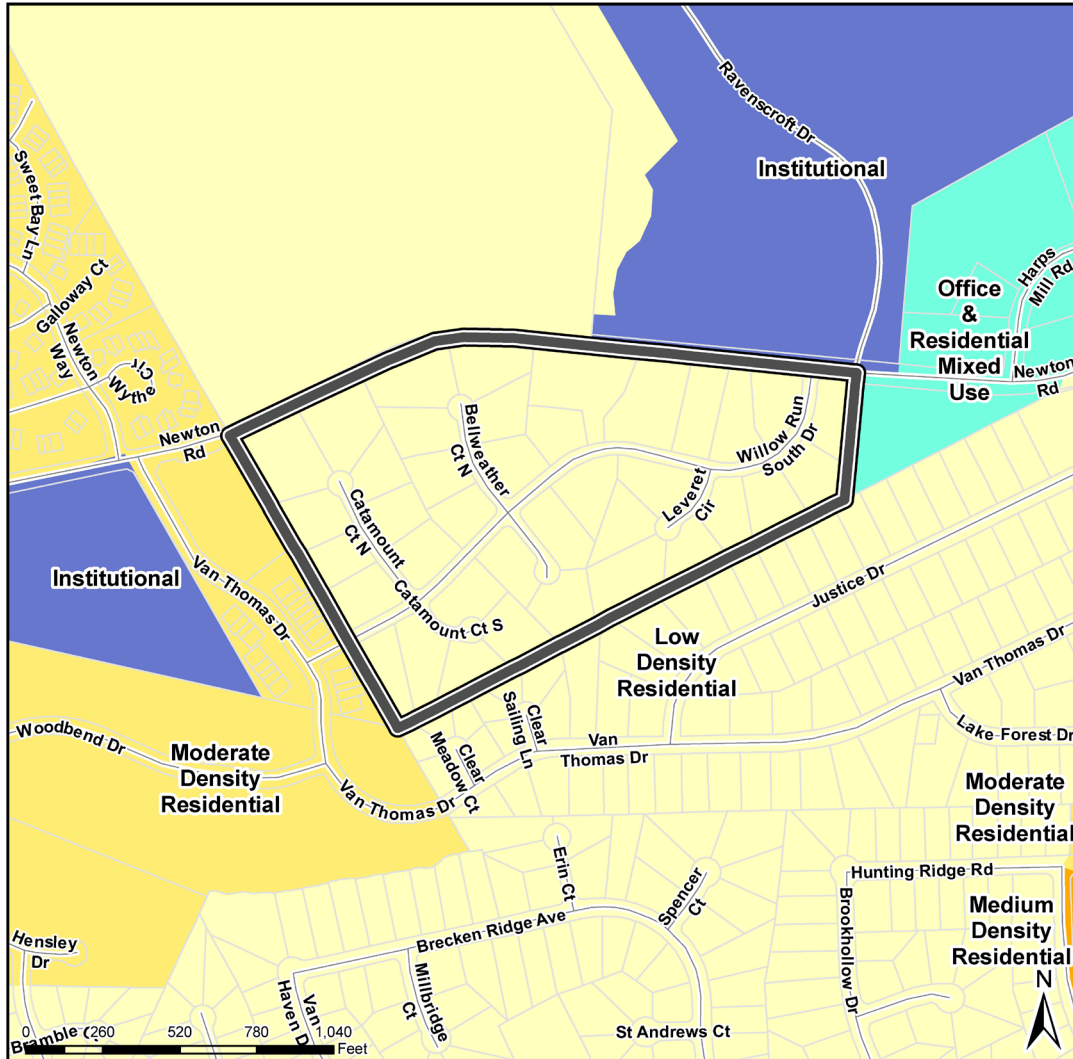 Ravenscroft Dr
Institutional
Sweet Bay Ln
Galloway Ct
Newton
Way
Wythe
Cir
Harps
Mill Rd
Office
&
Residential
Mixed
Use
Newton
Rd
Newton
Rd
Bellweather
Ct N
Willow Run
South Dr
Leveret
Cir
Catamount
Ct N
Catamount Ct S
Institutional
Van Thomas Dr
Justice Dr
Low
Density
Residential
Van Thomas Dr
Clear
Sailing Ln
Van
Thomas Dr
Lake Forest Dr
Woodbend Dr
Moderate
Density
Residential
Clear
Meadow Ct
Van Thomas Dr
Moderate
Density
Residential
Erin Ct
Spencer
Ct
Hunting Ridge Rd
Brookhollow Dr
Medium
Density
Residential
Brecken Ridge Ave
Hensley
Dr
Van
Haven D
Millbridge
Ct
St Andrews Ct
N
Bramble
0 260 520 780 1,040
Feet